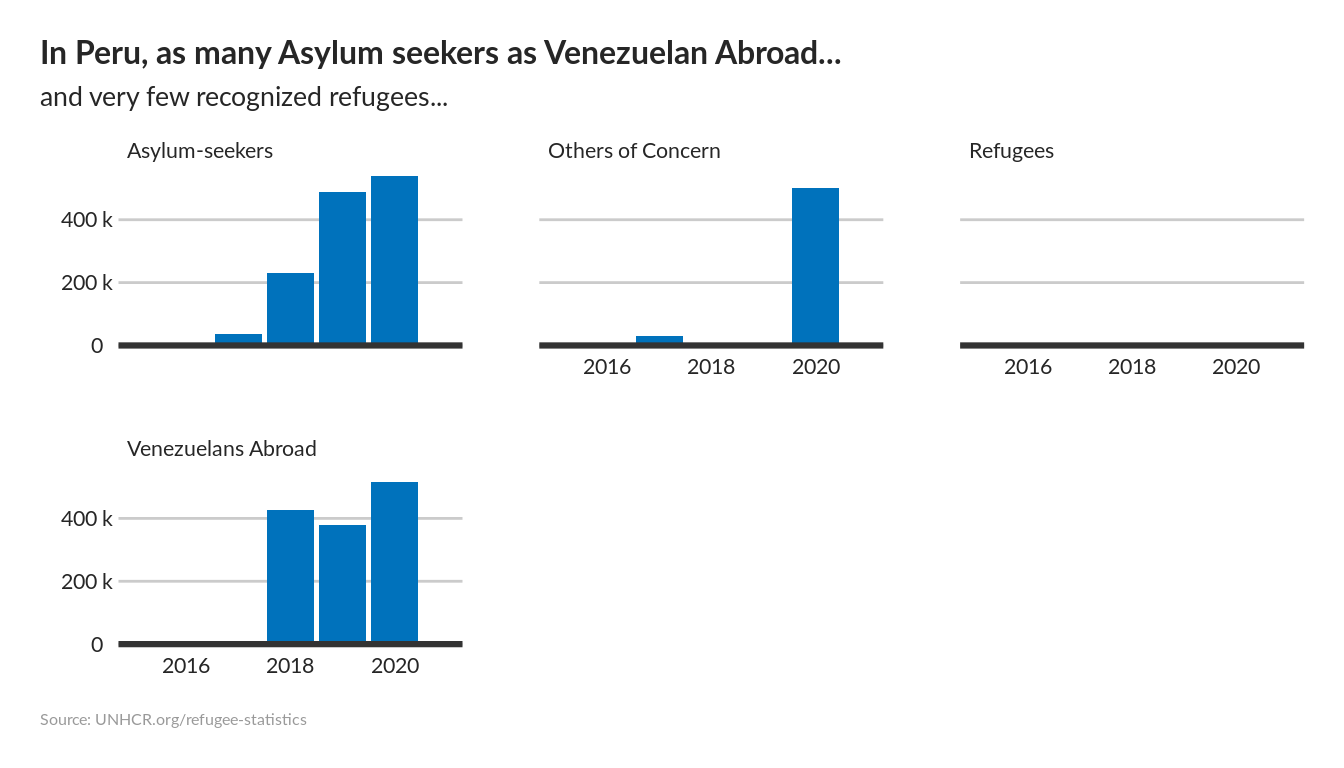 In Peru, as many Asylum seekers as Venezuelan Abroad...
and very few recognized refugees...
Asylum-seekers
Others of Concern
Refugees
400 k
200 k
0
2016 2018 2020
2016 2018 2020
Venezuelans Abroad
400 k
200 k
0
2016 2018 2020
Source: UNHCR.org/refugee-statistics